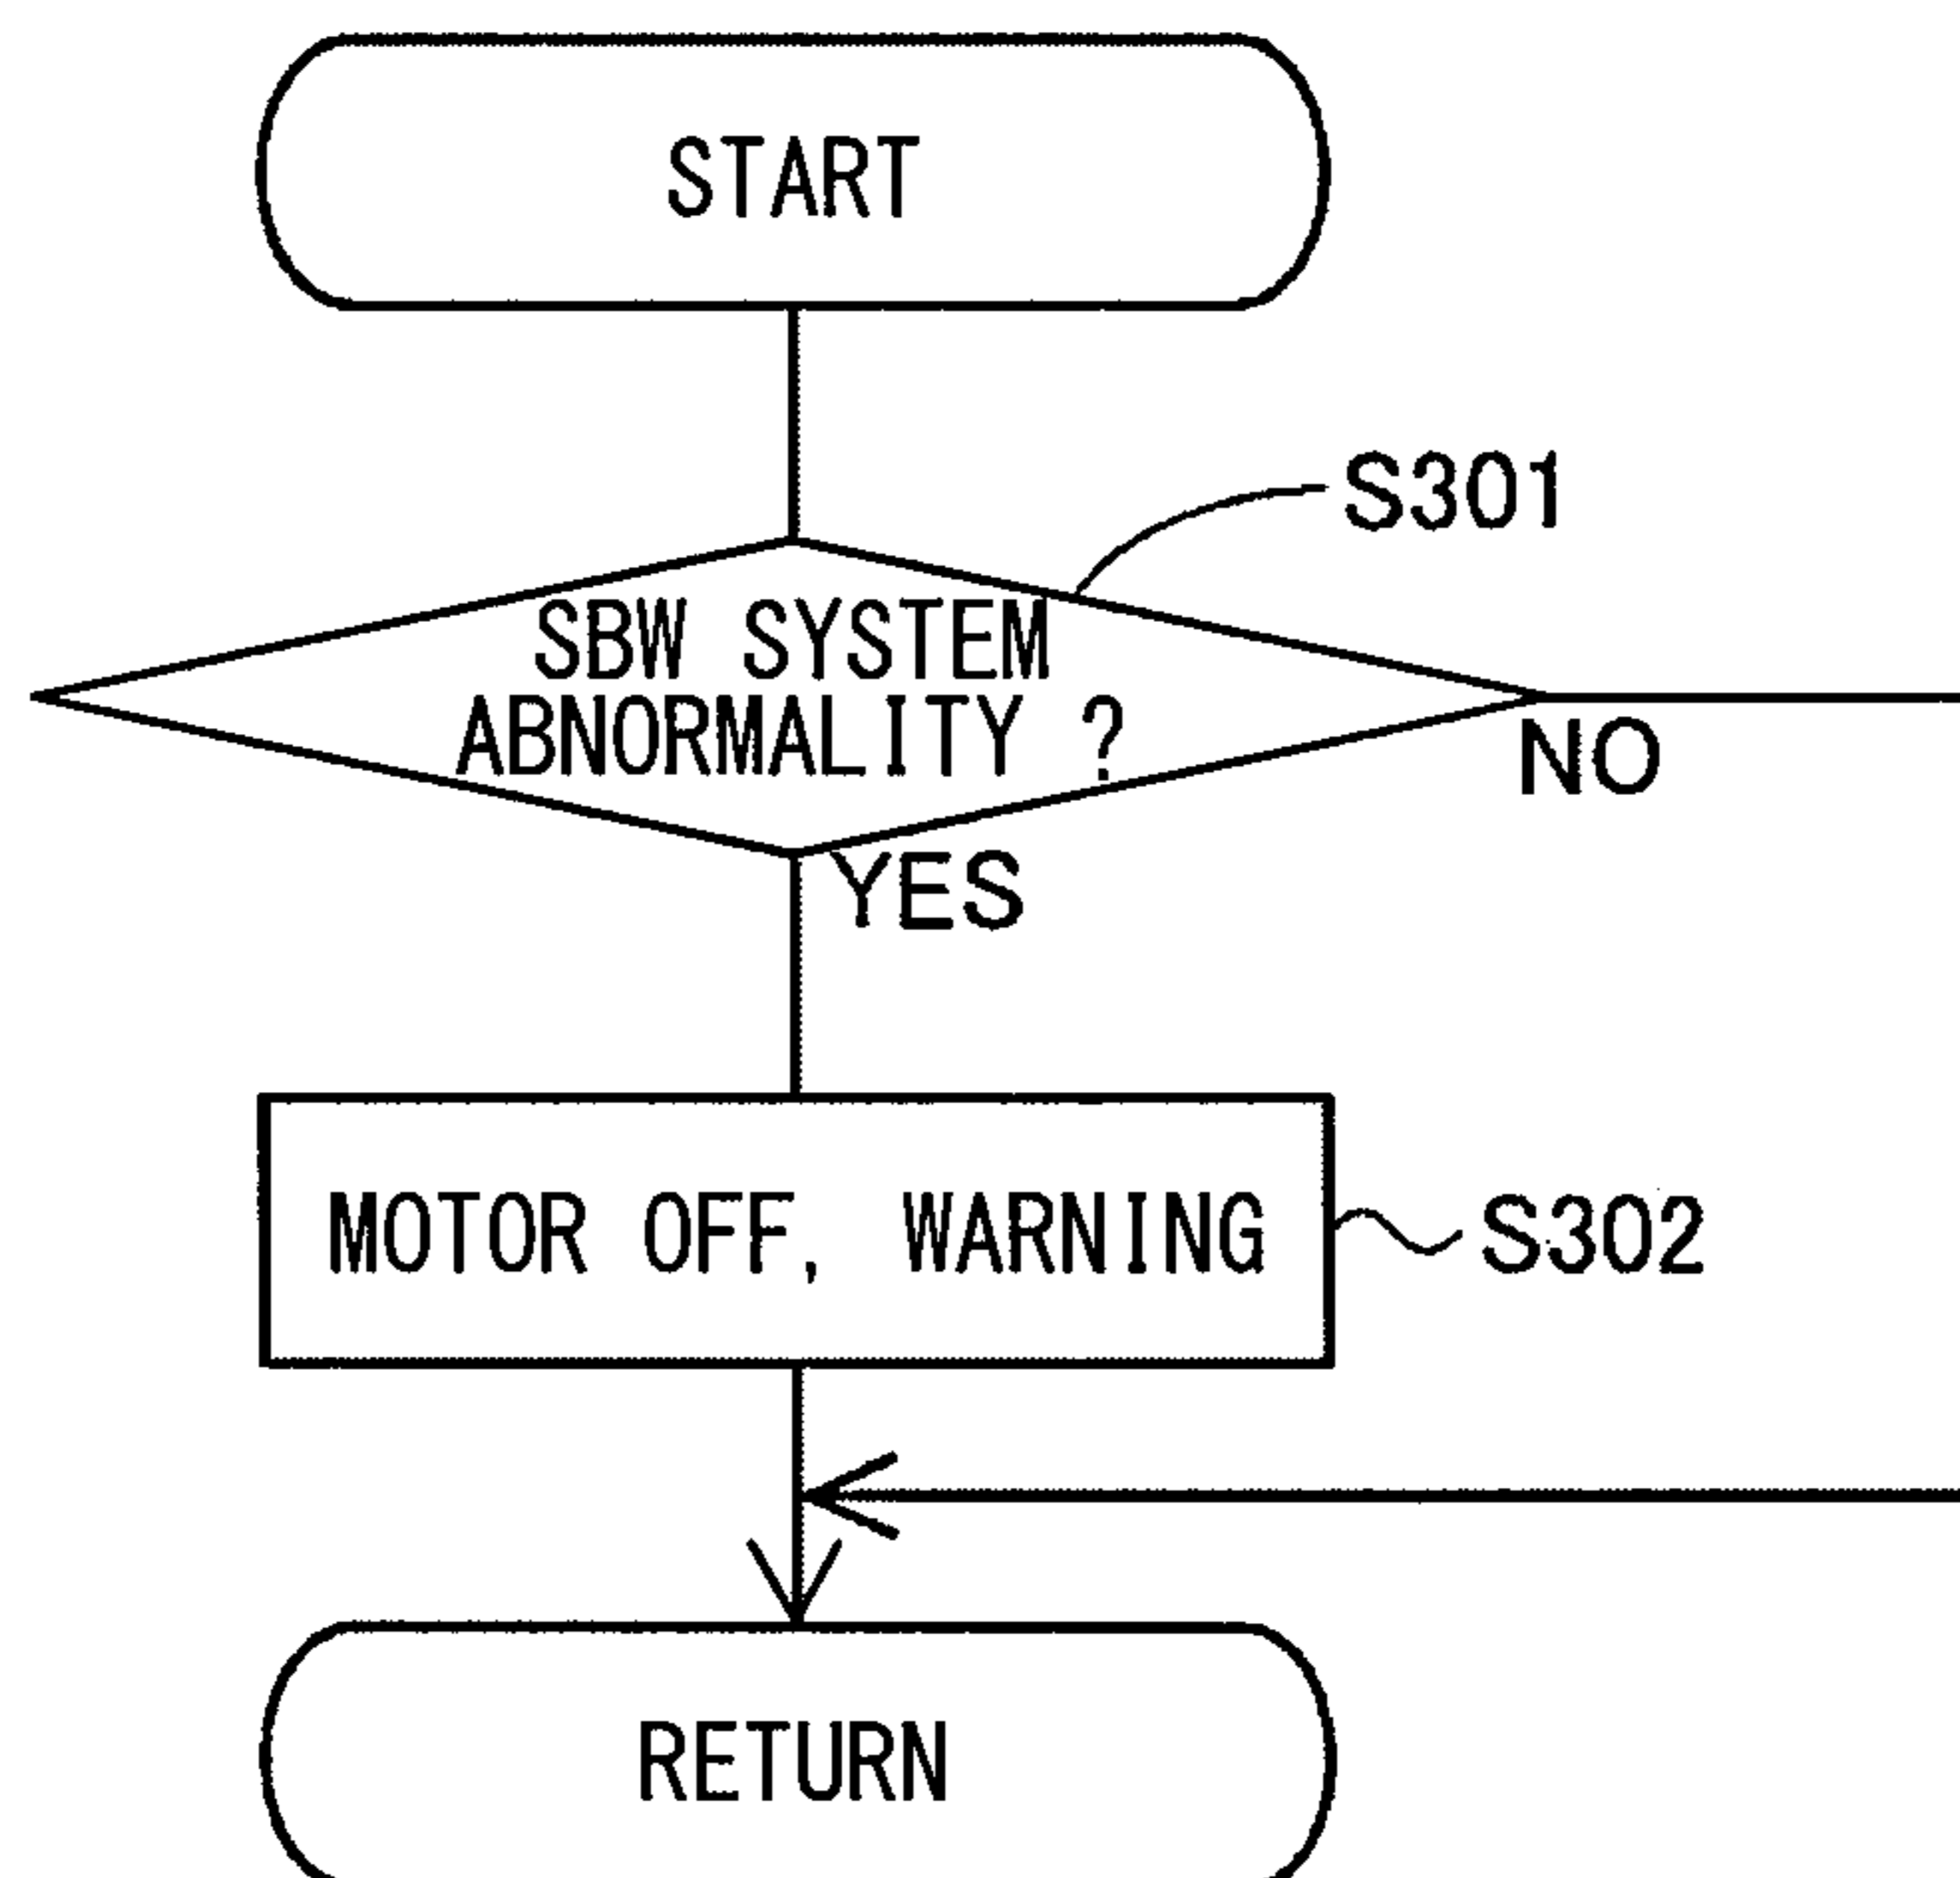 START
S301
SBW SYSTEM
ABNORMALITY ?
NO
YES
MOTOR OFF, WARNING
S302
RETURN